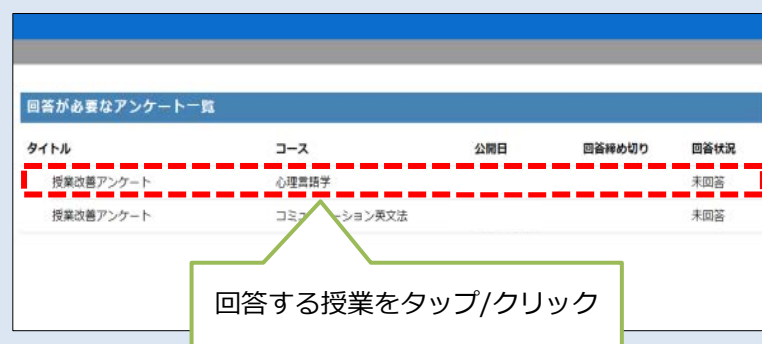 回答が必要なアンケート一覧
タイトル コース 公開日 回答締め切り 回答状況
授業改善アンケート 心理言語学 未回答
授業改善アンケート コミュニケーション英文法 未回答
回答する授業をタップ/クリック